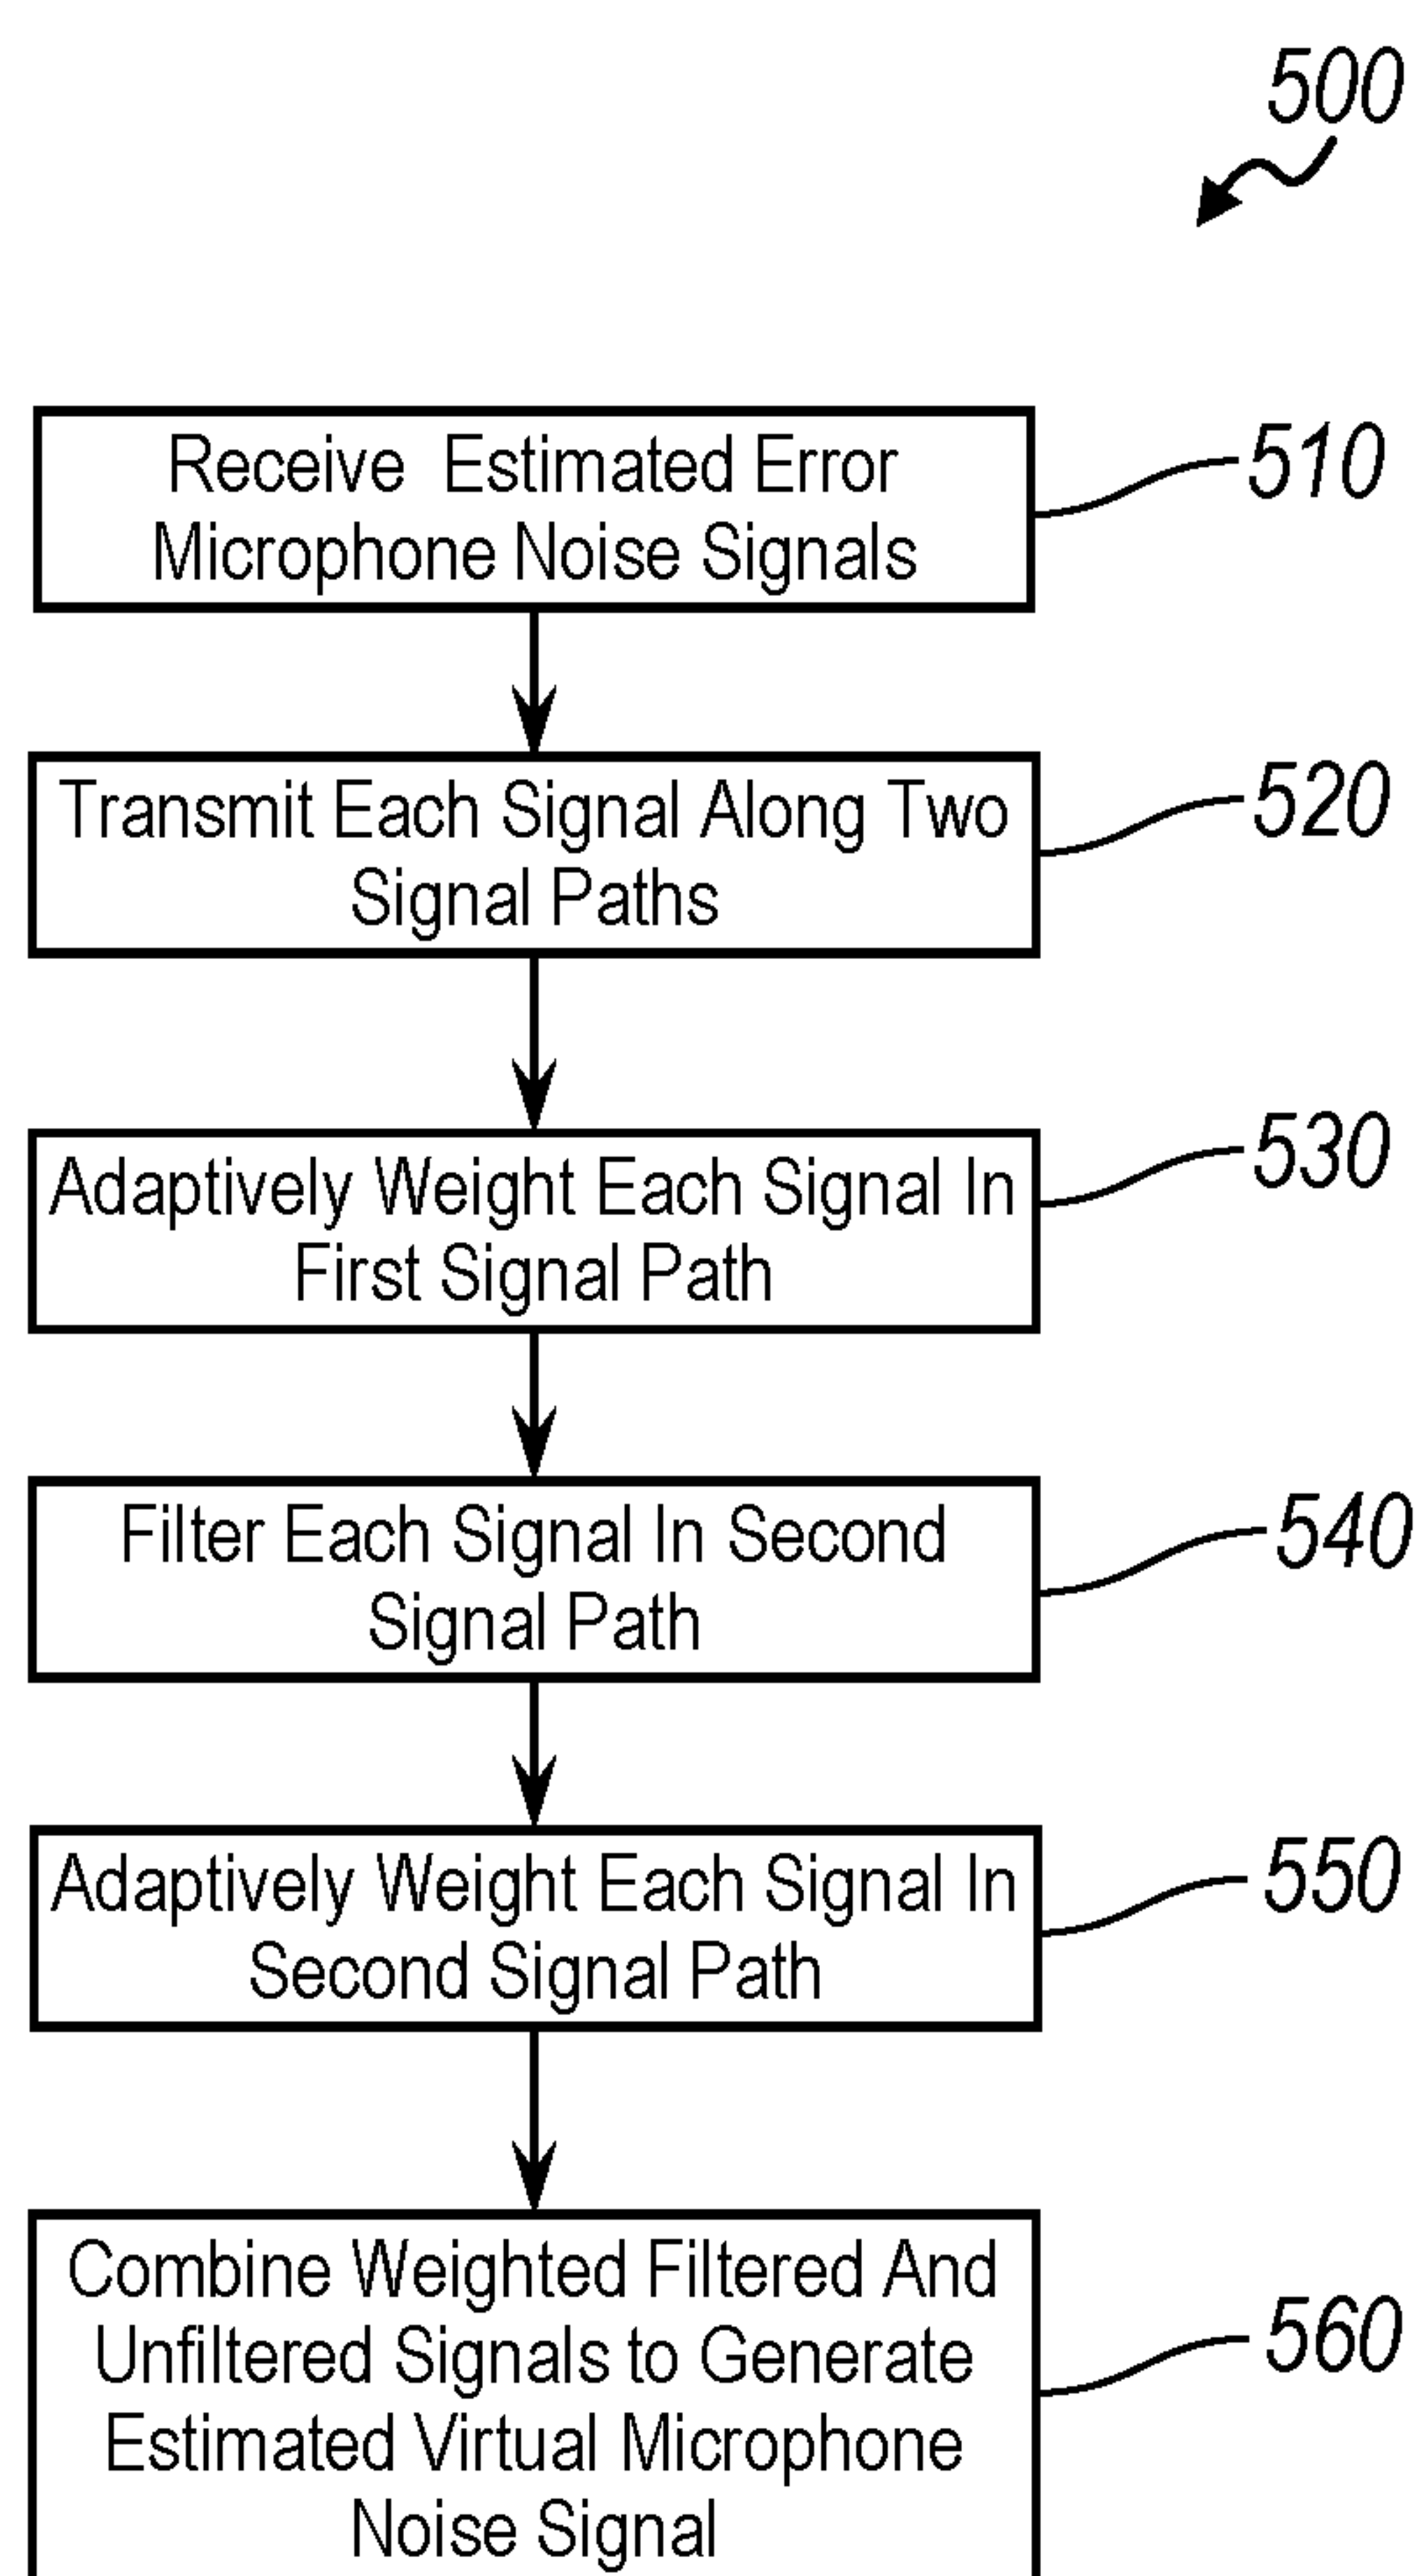 500
Receive Estimated Error
Microphone Noise Signals
510
Transmit Each Signal Along Two
Signal Paths
520
Adaptively Weight Each Signal In
First Signal Path
530
Filter Each Signal In Second
Signal Path
540
Adaptively Weight Each Signal In
Second Signal Path
550
Combine Weighted Filtered And
Unfiltered Signals to Generate
Estimated Virtual Microphone
Noise Signal
560